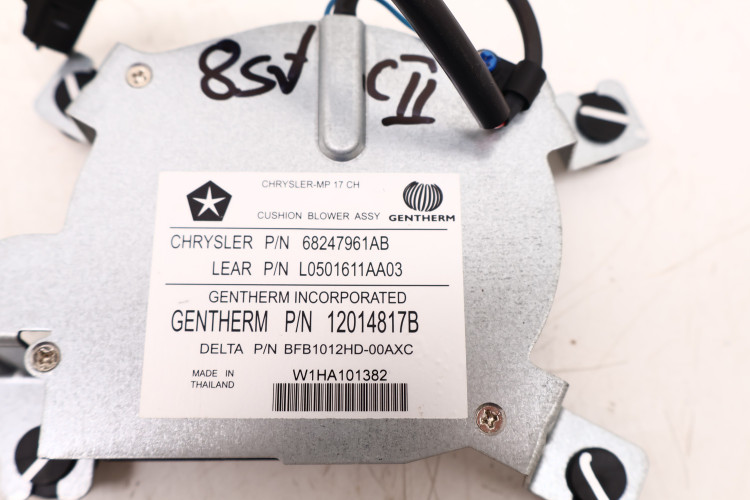 CII
CHRYSLER-MP 17 CH
CUSHION BLOWER ASSY
GENTHERM
CHRYSLER P/N 68247961AB
LEAR P/N L0501611AA03
GENTHERM INCORPORATED
GENTHERM P/N 12014817B
DELTA P/N BFB1012HD-00AXC
MADE IN
THAILAND
W1HA101382